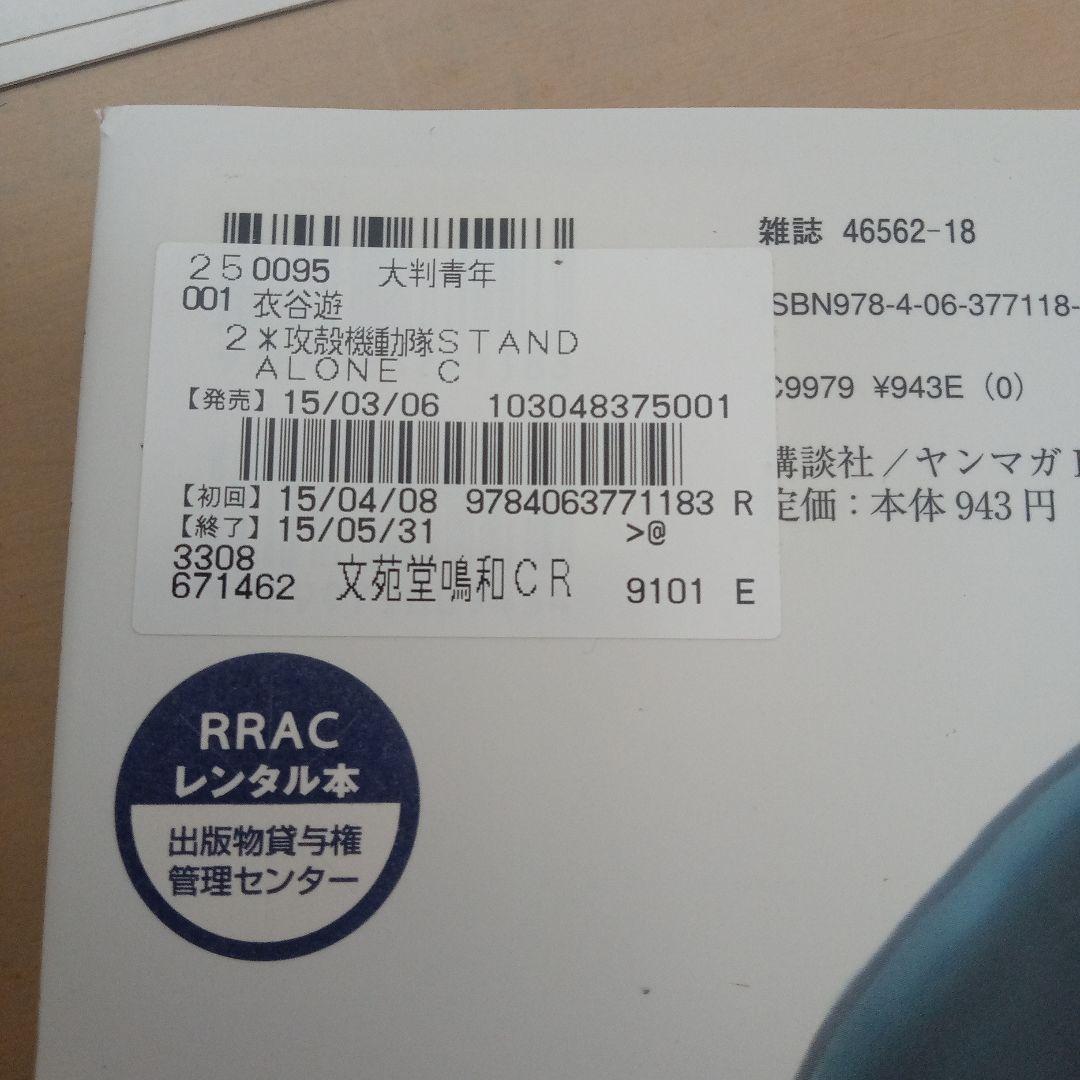 雑誌 46562-18
SBN978-4-06-377118-
C9979 ¥943E (0)
講談社/ヤンマガ
定価:本体943円
250095 大判青年
001 衣谷遊
2*攻殻機動隊STAND
ALONE C
【発売】15/03/06 103048375001
【初回】15/04/08 9784063771183 R
【終了】15/05/31 >@
3308
671462 文苑堂鳴和CR 9101 E
RRAC
レンタル本
出版物貸与権
管理センター